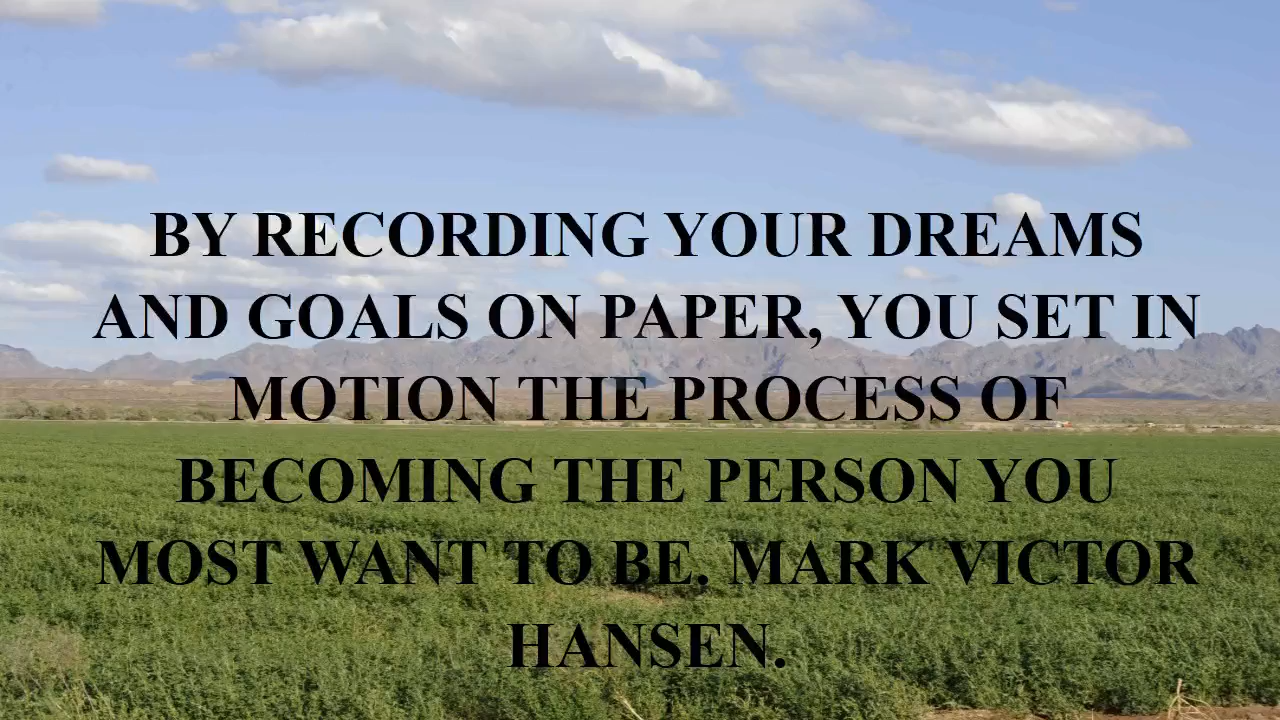 BY RECORDING YOUR DREAMS
AND GOALS ON PAPER, YOU SET IN
MOTION THE PROCESS OF
BECOMING THE PERSON YOU
MOST WANT TO BE. MARK VICTOR
HANSEN.